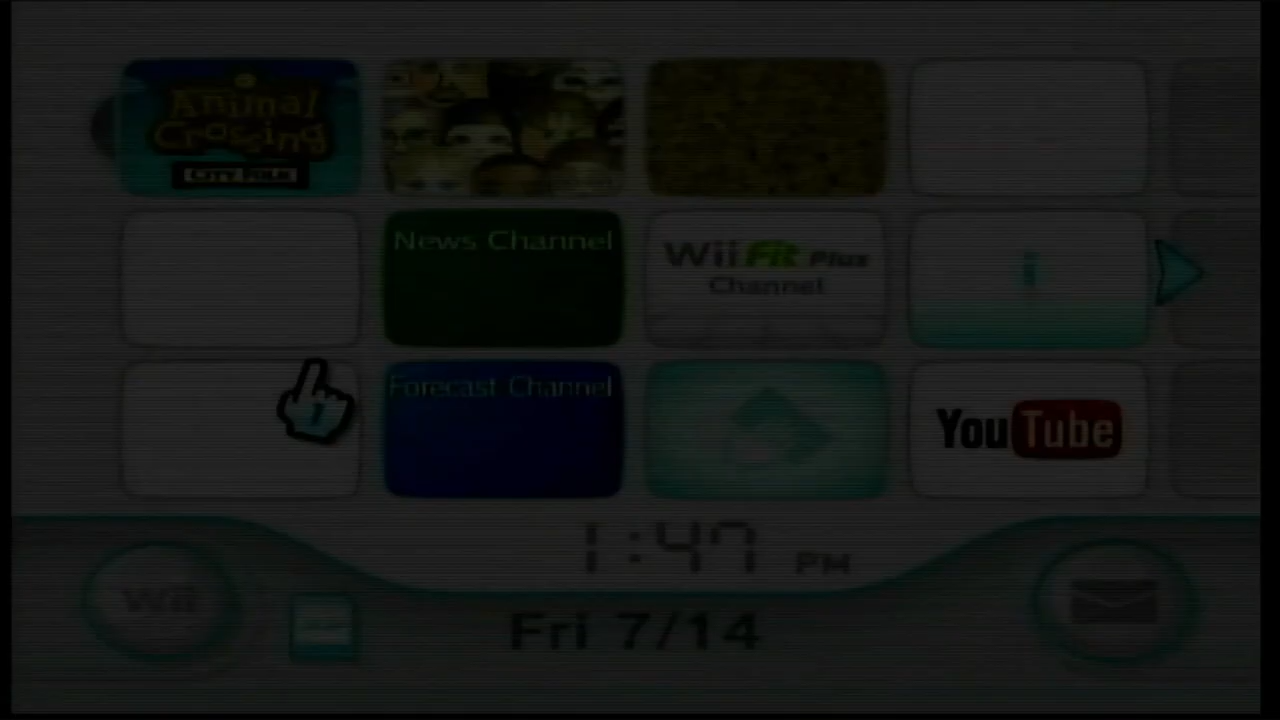 Animal
Crossing
CITY FOLK
News Channel
Wii Fit Plus
Channel
i
Forecast Channel
YouTube
1:47 PM
Wii
Fri 7/14